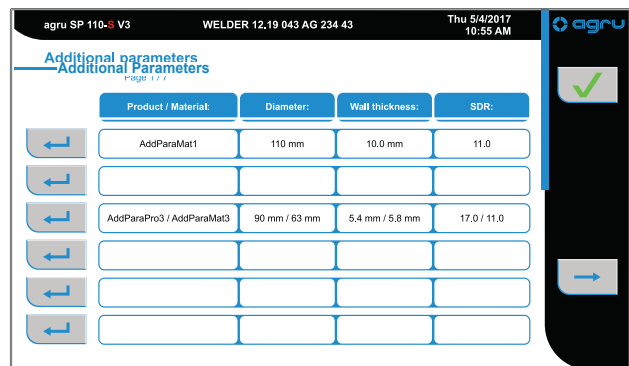 agru SP 110-S V3 WELDER 12,19 043 AG 234 43 Thu 5/4/2017
10:55 AM
agru
Additional parameters
Additional Parameters
Page 1 / 7
Product / Material: Diameter: Wall thickness: SDR:
AddParaMat1 110 mm 10.0 mm 11.0
AddParaPro3 / AddParaMat3 90 mm / 63 mm 5.4 mm / 5.8 mm 17.0 / 11.0